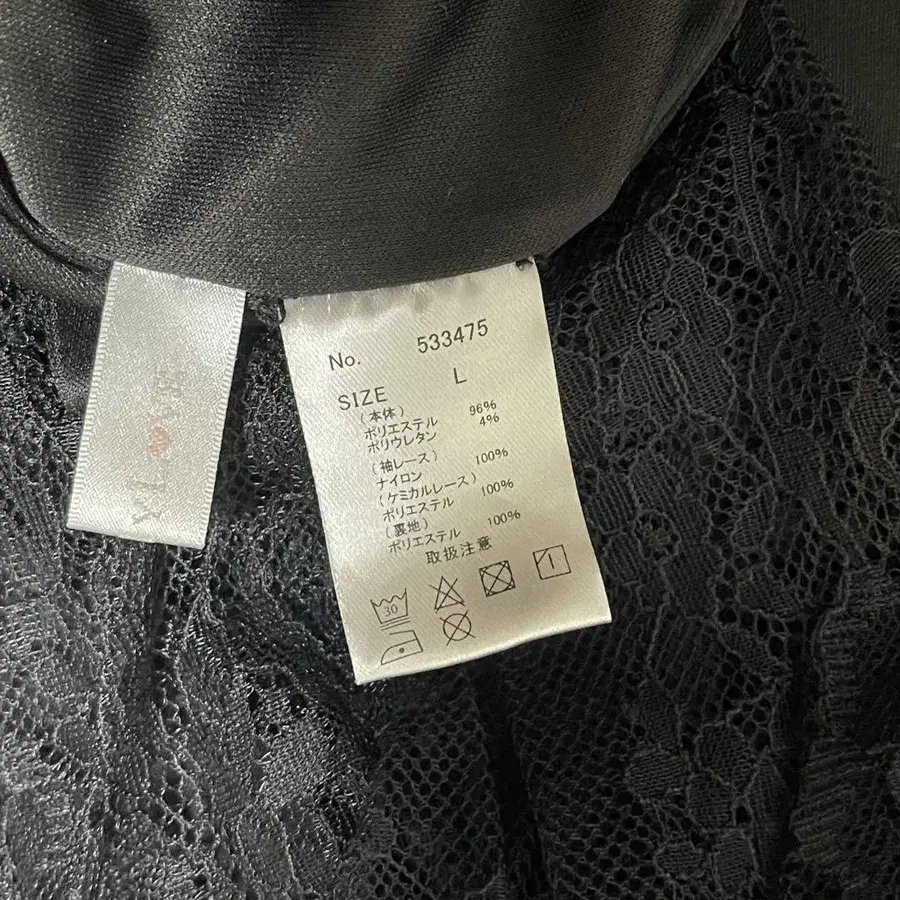 No. 533475
SIZE L
(本体)
ポリエステル 96%
ポリウレタン 4%
(袖レース)
ナイロン 100%
(ケミカルレース)
ポリエステル 100%
(裏地)
ポリエステル 100%
取扱注意
30